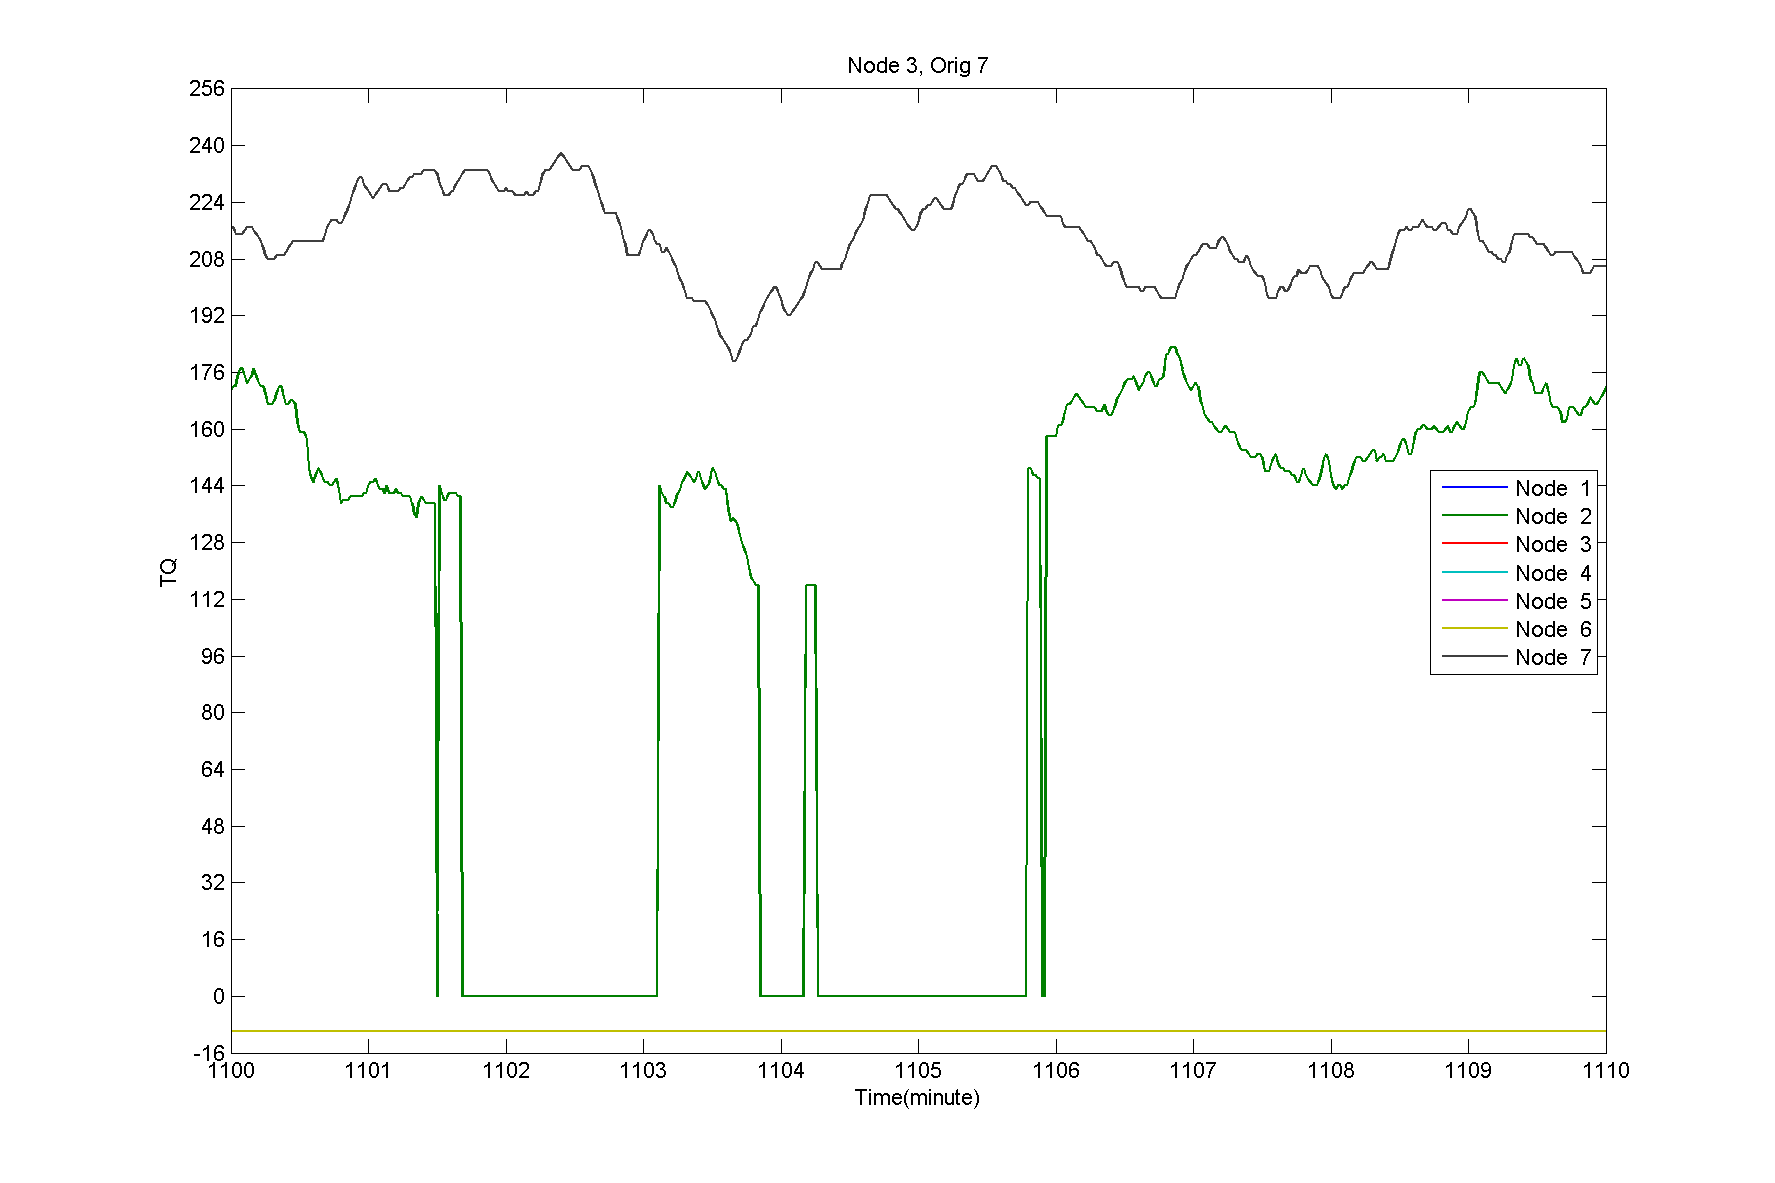 Node 3, Orig 7
256
240
224
208
192
176
160
144
128
112
96
80
64
48
32
16
0
-16
TQ
Node 1
Node 2
Node 3
Node 4
Node 5
Node 6
Node 7
1100 1101 1102 1103 1104 1105 1106 1107 1108 1109 1110
Time(minute)